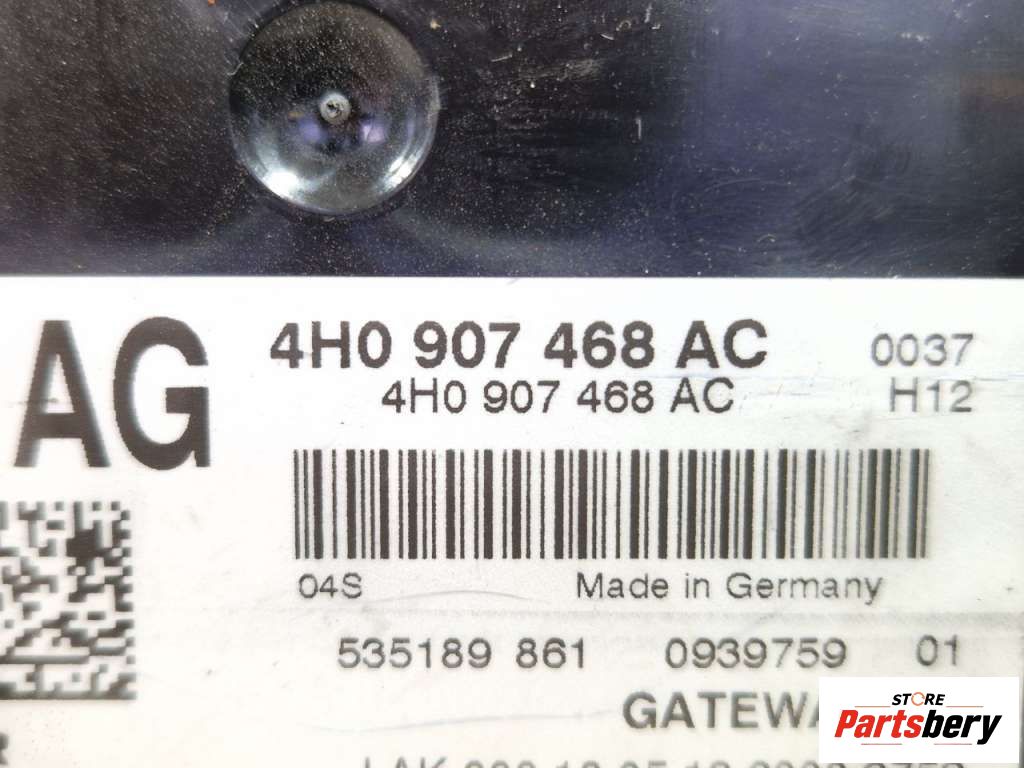 AG
4H0 907 468 AC 0037
4H0 907 468 AC H12
04S Made in Germany
535189 861 0939759 01
GATEWA
STORE
Partsbery
R